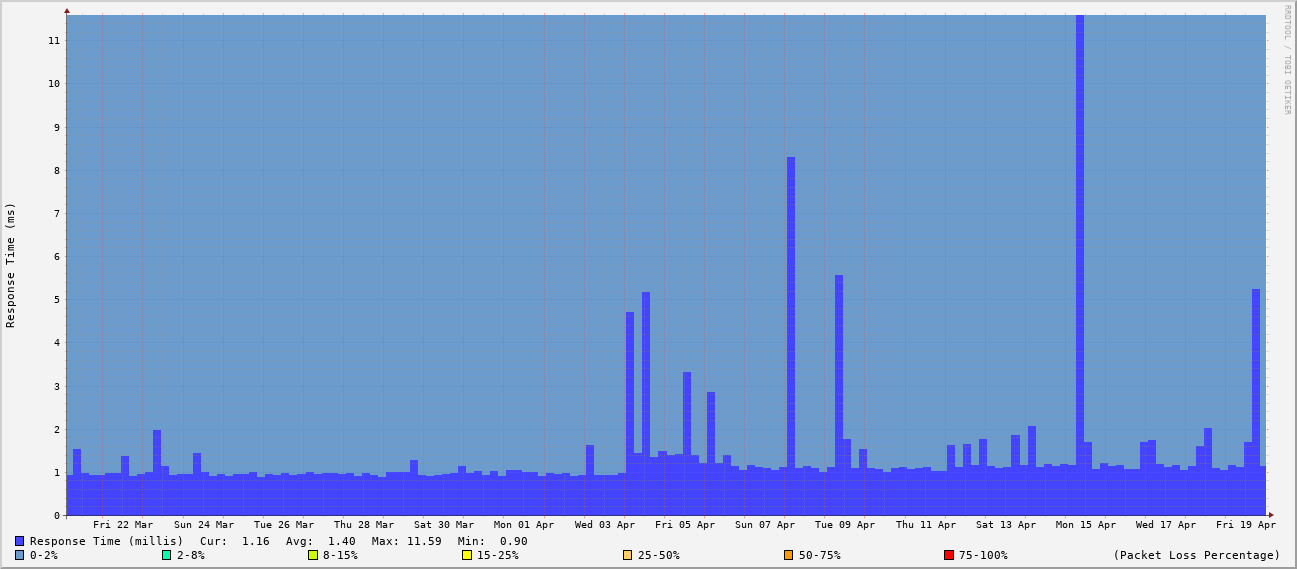 RRDTOOL / TOBI OETIKER
Response Time (ms)
11
10
9
8
7
6
5
4
3
2
1
0
Fri 22 Mar Sun 24 Mar Tue 26 Mar Thu 28 Mar Sat 30 Mar Mon 01 Apr Wed 03 Apr Fri 05 Apr Sun 07 Apr Tue 09 Apr Thu 11 Apr Sat 13 Apr Mon 15 Apr Wed 17 Apr Fri 19 Apr
Response Time (millis) Cur: 1.16 Avg: 1.40 Max: 11.59 Min: 0.90
0-2% 2-8% 8-15% 15-25% 25-50% 50-75% 75-100% (Packet Loss Percentage)